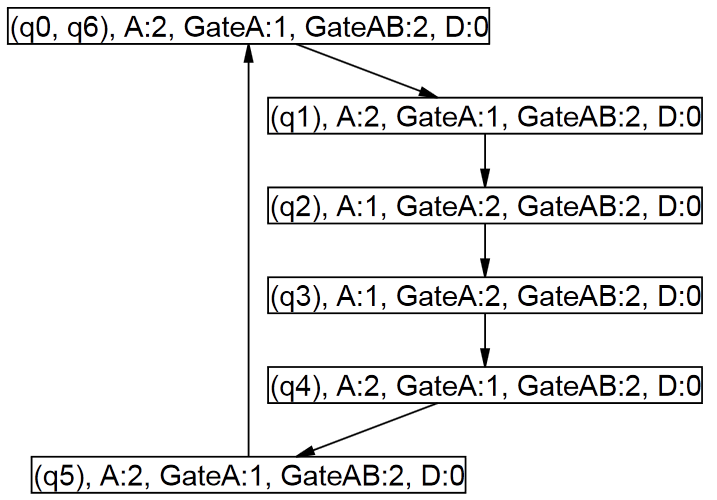 (q0, q6), A:2, GateA:1, GateAB:2, D:0
(q1), A:2, GateA:1, GateAB:2, D:0
(q2), A:1, GateA:2, GateAB:2, D:0
(q3), A:1, GateA:2, GateAB:2, D:0
(q4), A:2, GateA:1, GateAB:2, D:0
(q5), A:2, GateA:1, GateAB:2, D:0